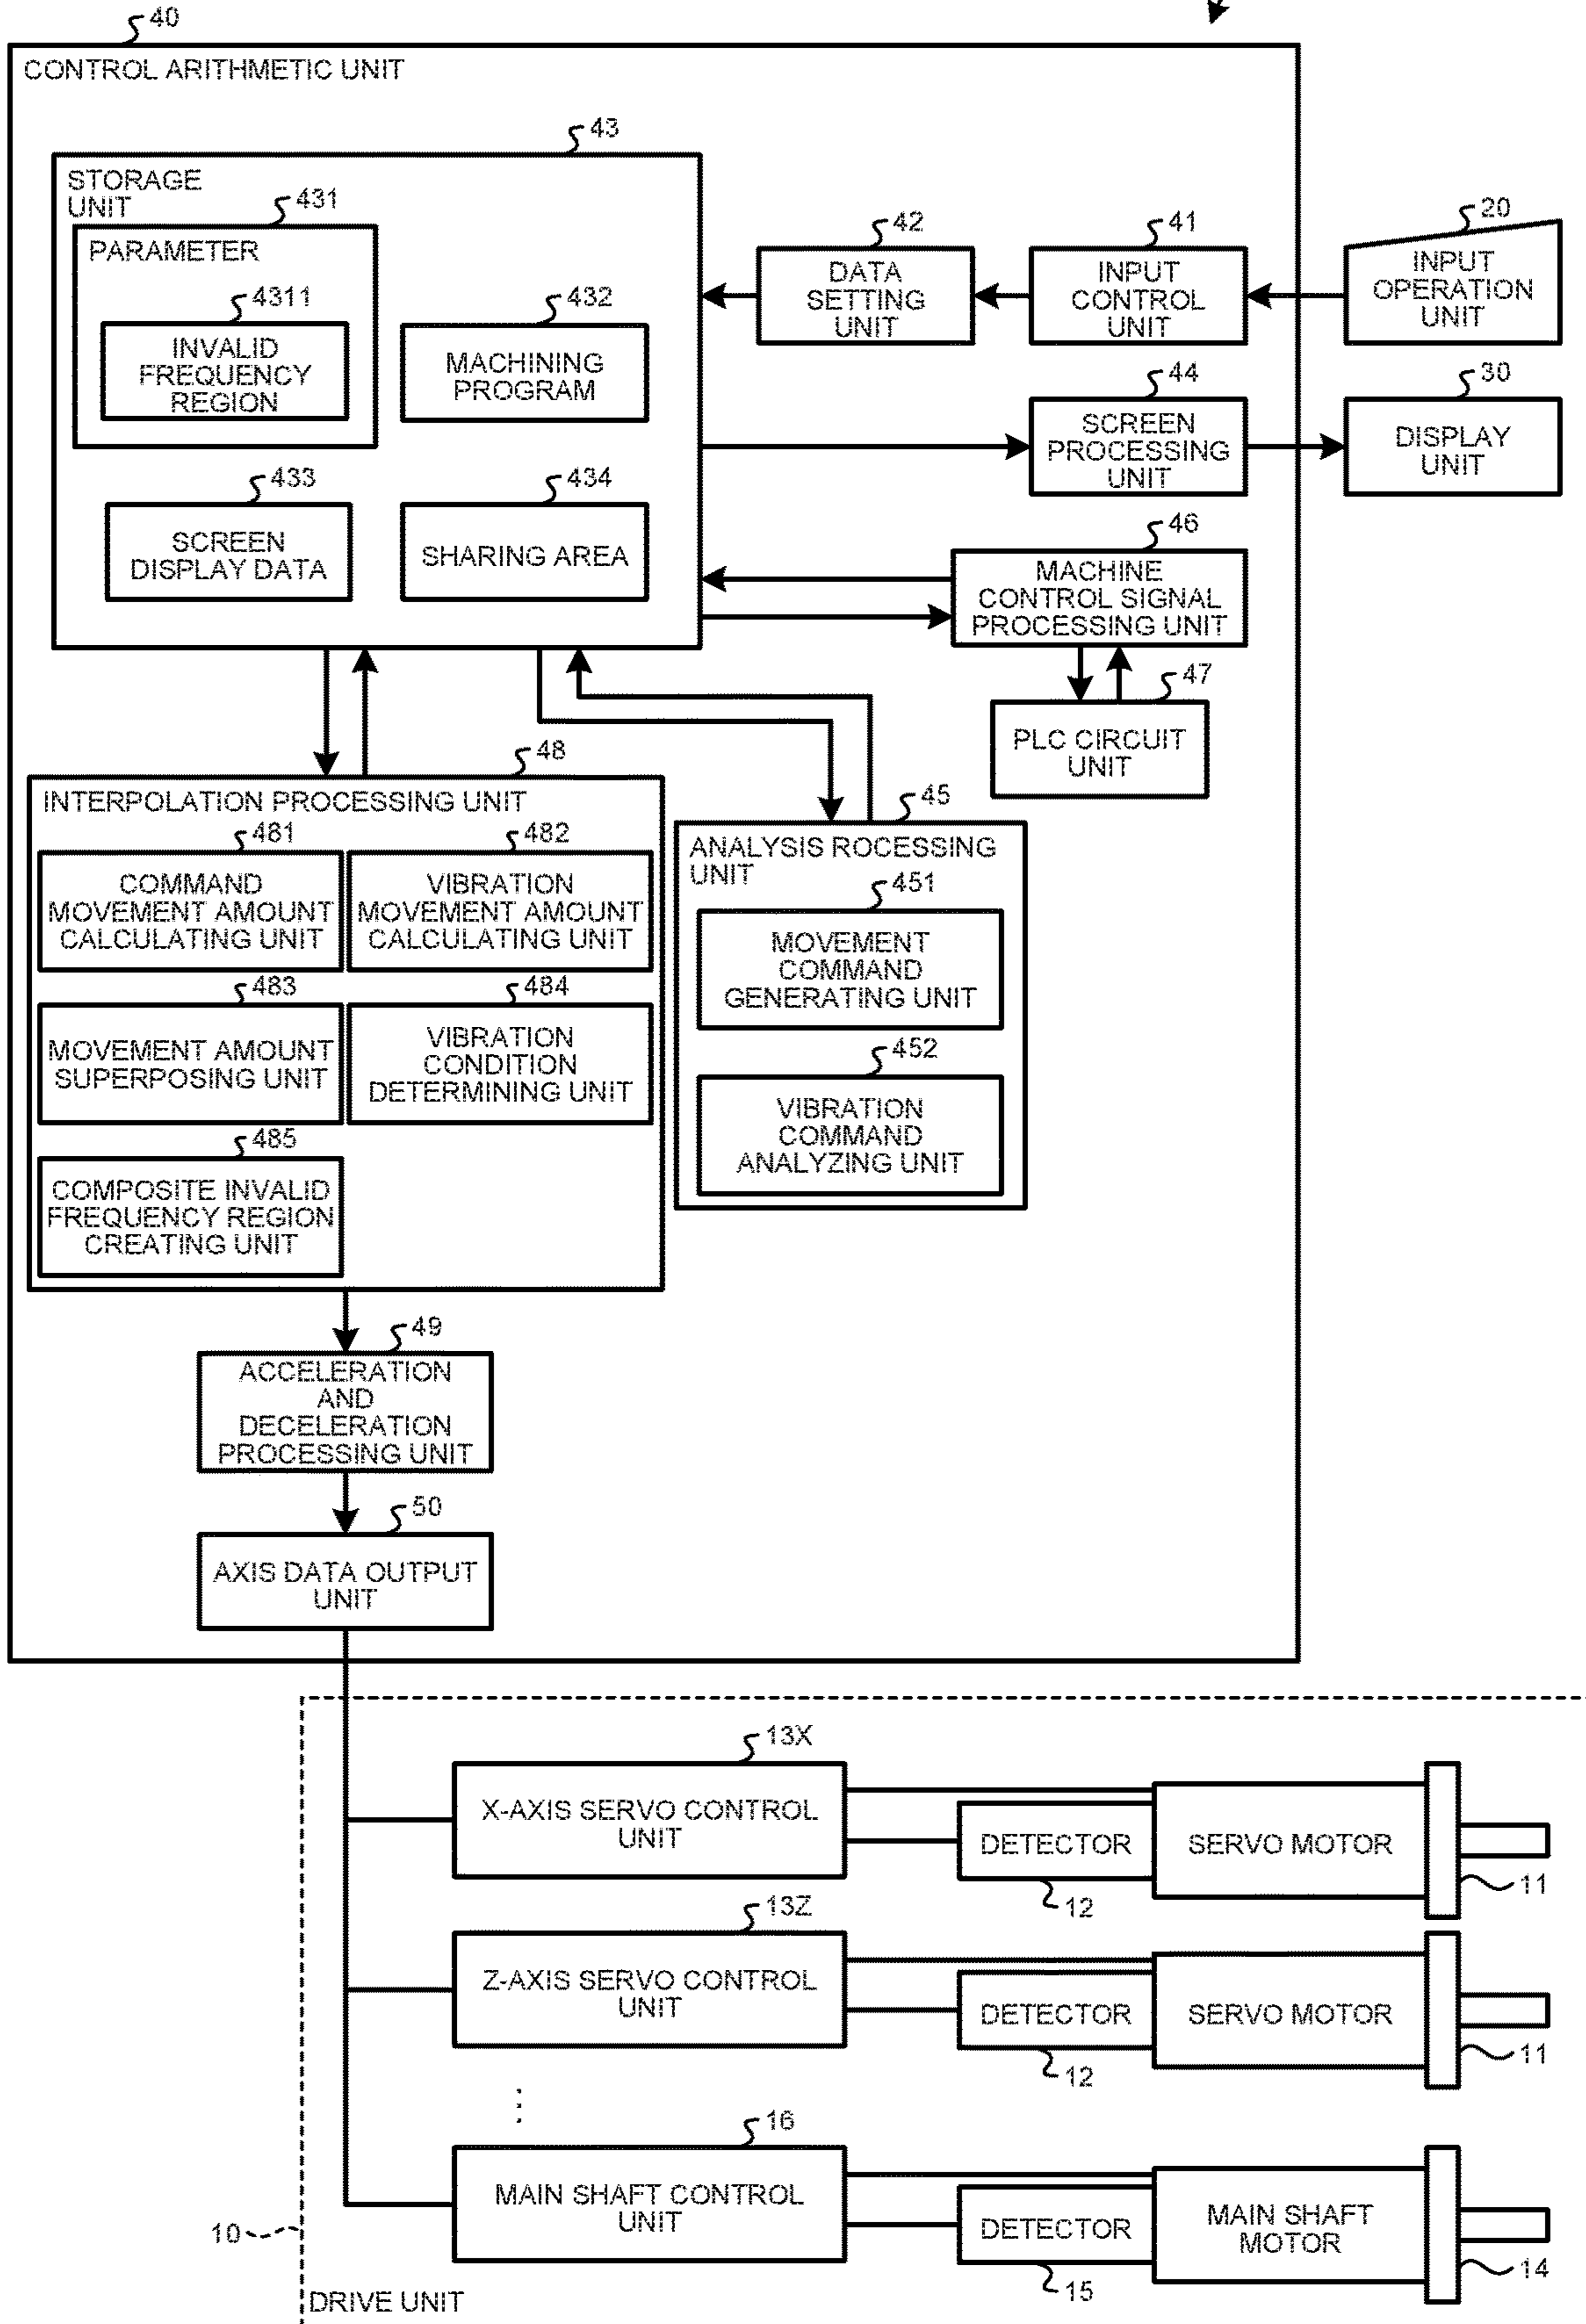 40
CONTROL ARITHMETIC UNIT
43
STORAGE
UNIT
431
PARAMETER
4311
INVALID
FREQUENCY
REGION
432
MACHINING
PROGRAM
433
SCREEN
DISPLAY DATA
434
SHARING AREA
42
DATA
SETTING
UNIT
41
INPUT
CONTROL
UNIT
20
INPUT
OPERATION
UNIT
44
SCREEN
PROCESSING
UNIT
30
DISPLAY
UNIT
46
MACHINE
CONTROL SIGNAL
PROCESSING UNIT
47
PLC CIRCUIT
UNIT
48
INTERPOLATION PROCESSING UNIT
481
COMMAND
MOVEMENT AMOUNT
CALCULATING UNIT
482
VIBRATION
MOVEMENT AMOUNT
CALCULATING UNIT
483
MOVEMENT AMOUNT
SUPERPOSING UNIT
484
VIBRATION
CONDITION
DETERMINING UNIT
485
COMPOSITE INVALID
FREQUENCY REGION
CREATING UNIT
45
ANALYSIS ROCESSING
UNIT
451
MOVEMENT
COMMAND
GENERATING UNIT
452
VIBRATION
COMMAND
ANALYZING UNIT
49
ACCELERATION
AND
DECELERATION
PROCESSING UNIT
50
AXIS DATA OUTPUT
UNIT
13X
X-AXIS SERVO CONTROL
UNIT
DETECTOR
12
SERVO MOTOR
11
13Z
Z-AXIS SERVO CONTROL
UNIT
DETECTOR
12
SERVO MOTOR
11
16
MAIN SHAFT CONTROL
UNIT
DETECTOR
15
MAIN SHAFT
MOTOR
14
10
DRIVE UNIT